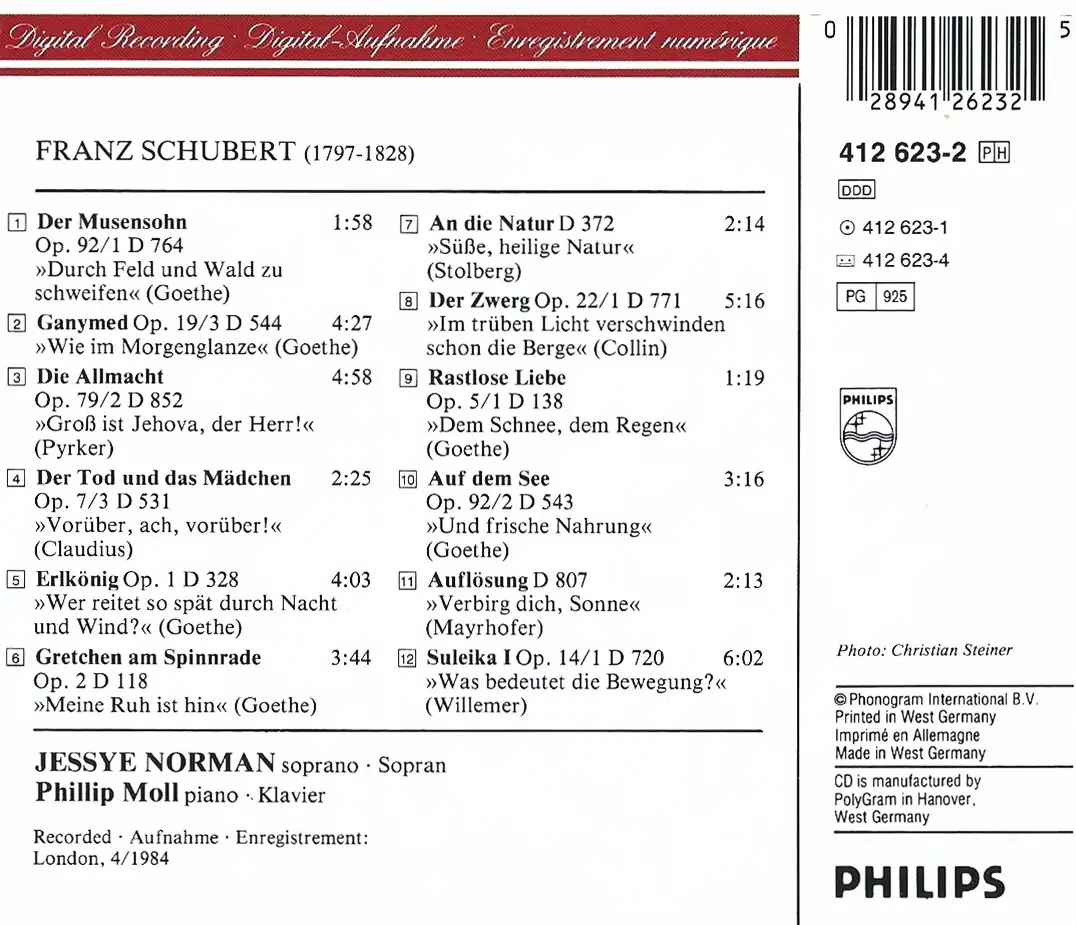 Digital Recording · Digital-Aufnahme · Enregistrement numérique
FRANZ SCHUBERT (1797-1828)
1 Der Musensohn 1:58
Op. 92/1 D 764
»Durch Feld und Wald zu
schweifen« (Goethe)
2 Ganymed Op. 19/3 D 544 4:27
»Wie im Morgenglanze« (Goethe)
3 Die Allmacht 4:58
Op. 79/2 D 852
»Groß ist Jehova, der Herr!«
(Pyrker)
4 Der Tod und das Mädchen 2:25
Op. 7/3 D 531
»Vorüber, ach, vorüber!«
(Claudius)
5 Erlkönig Op. 1 D 328 4:03
»Wer reitet so spät durch Nacht
und Wind?« (Goethe)
6 Gretchen am Spinnrade 3:44
Op. 2 D 118
»Meine Ruh ist hin« (Goethe)
7 An die Natur D 372 2:14
»Süße, heilige Natur«
(Stolberg)
8 Der Zwerg Op. 22/1 D 771 5:16
»Im trüben Licht verschwinden
schon die Berge« (Collin)
9 Rastlose Liebe 1:19
Op. 5/1 D 138
»Dem Schnee, dem Regen«
(Goethe)
10 Auf dem See 3:16
Op. 92/2 D 543
»Und frische Nahrung«
(Goethe)
11 Auflösung D 807 2:13
»Verbirg dich, Sonne«
(Mayrhofer)
12 Suleika I Op. 14/1 D 720 6:02
»Was bedeutet die Bewegung?«
(Willemer)
JESSYE NORMAN soprano · Sopran
Phillip Moll piano · Klavier
Recorded · Aufnahme · Enregistrement:
London, 4/1984
0 28941 26232 5
412 623-2 PH
DDD
412 623-1
412 623-4
PG 925
PHILIPS
Photo: Christian Steiner
© Phonogram International B.V.
Printed in West Germany
Imprimé en Allemagne
Made in West Germany
CD is manufactured by
PolyGram in Hanover,
West Germany
PHILIPS